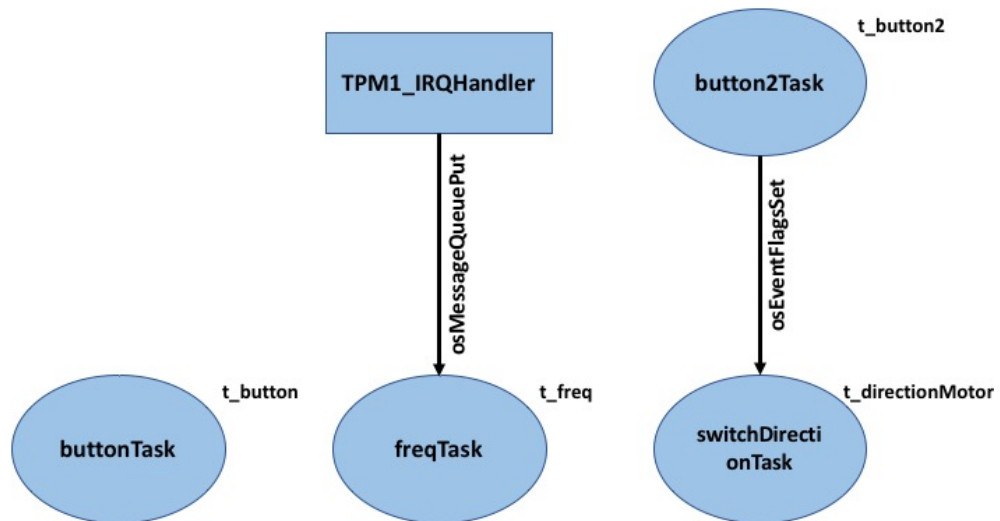 t_button2
TPM1_IRQHandler
button2Task
osMessageQueuePut
osEventFlagsSet
t_button
t_freq
t_directionMotor
buttonTask
freqTask
switchDirecti
onTask